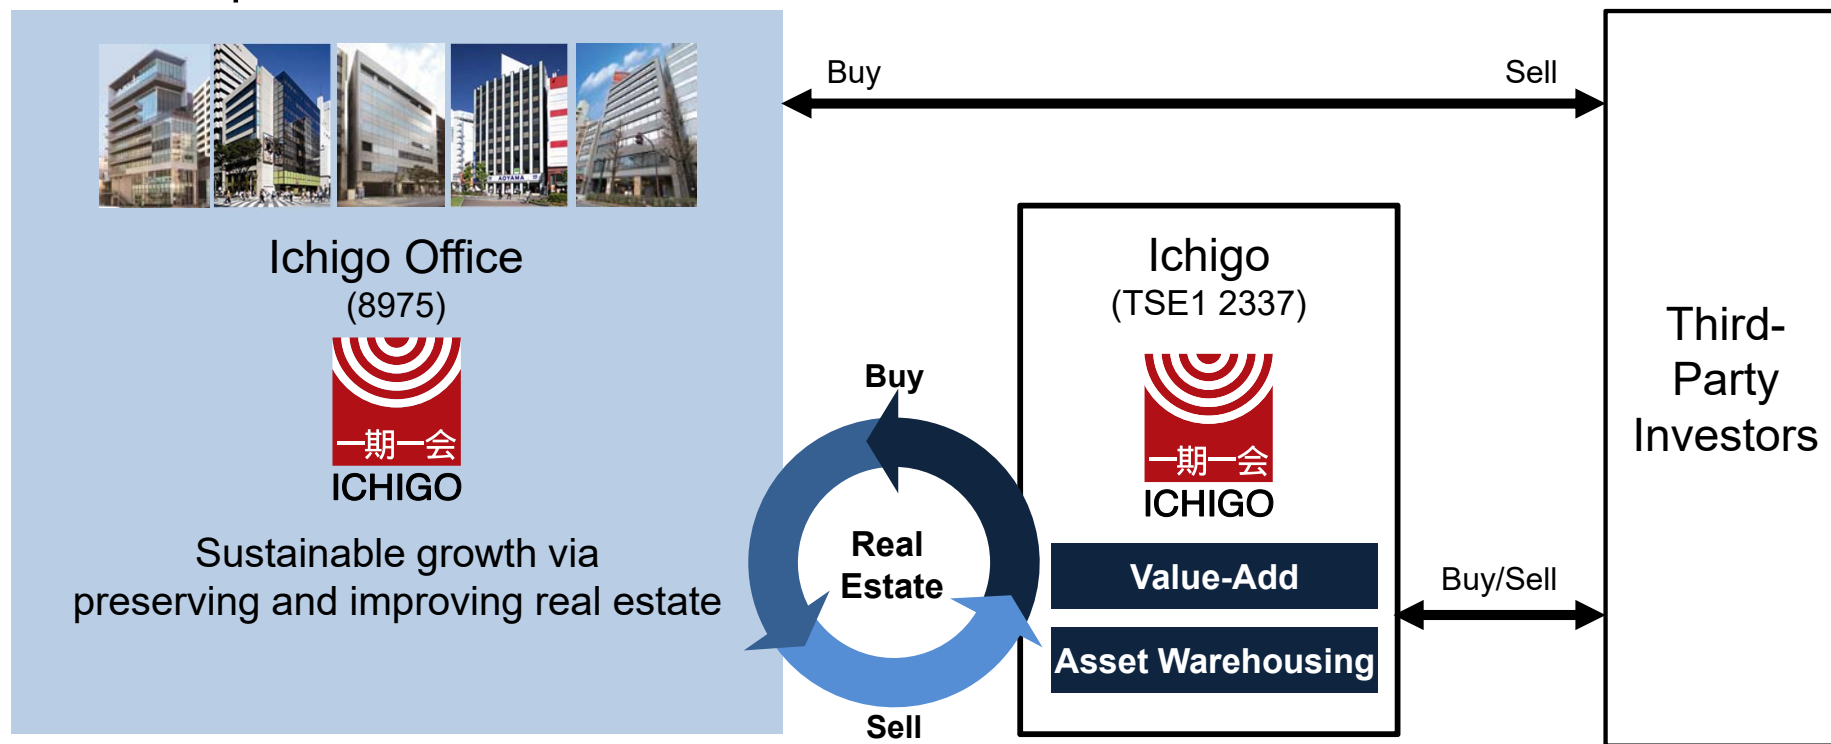 Buy
Sell
AOYAMA
Ichigo Office
(8975)
一期一会
ICHIGO
Sustainable growth via
preserving and improving real estate
Buy
Real
Estate
Sell
Ichigo
(TSE1 2337)
一期一会
ICHIGO
Value-Add
Asset Warehousing
Buy/Sell
Third-
Party
Investors